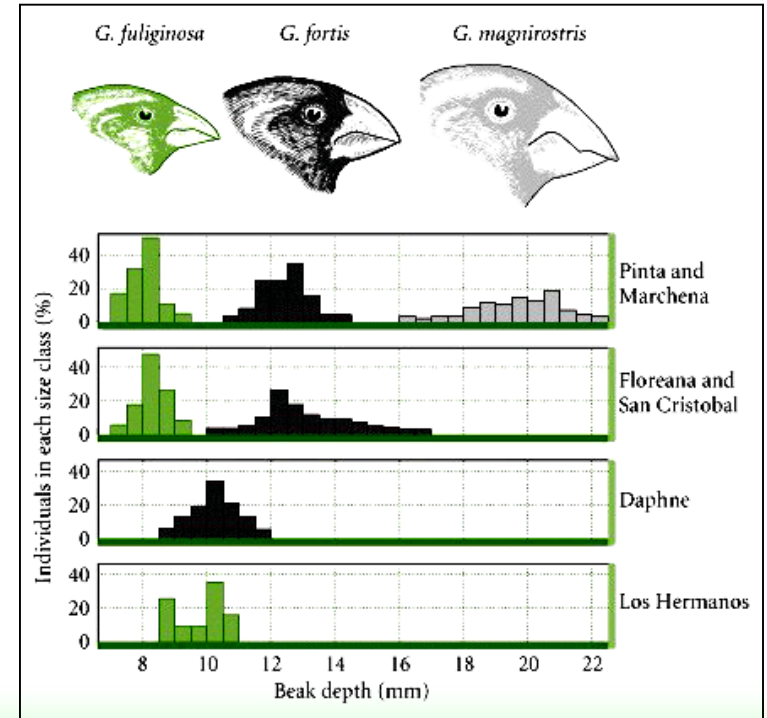 G. fuliginosa G. fortis G. magnirostris
40
20
0
Pinta and
Marchena
40
20
0
Floreana and
San Cristobal
40
20
0
Daphne
40
20
0
Los Hermanos
8 10 12 14 16 18 20 22
Beak depth (mm)
Individuals in each size class (%)